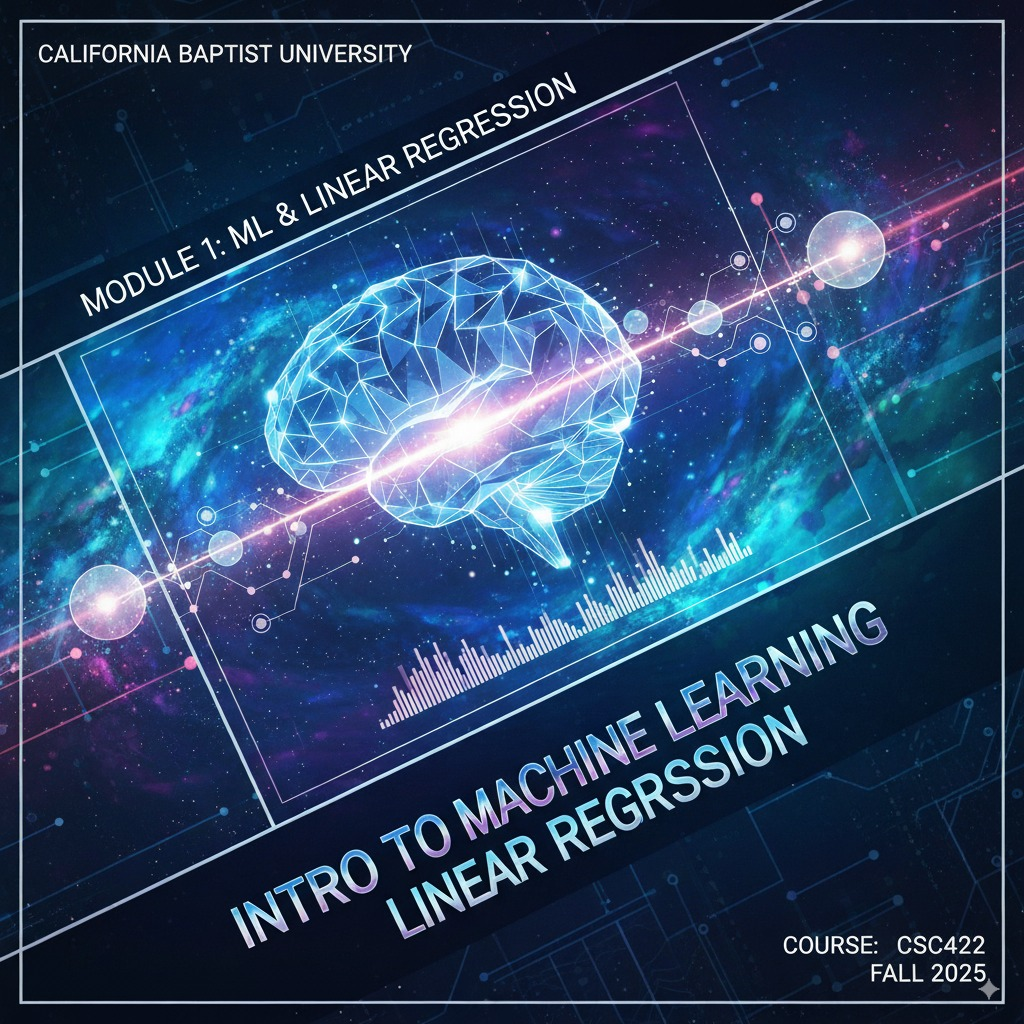 CALIFORNIA BAPTIST UNIVERSITY
MODULE 1: ML & LINEAR REGRESSION
INTRO TO MACHINE LEARNING
LINEAR REGRSSION
COURSE: CSC422
FALL 2025